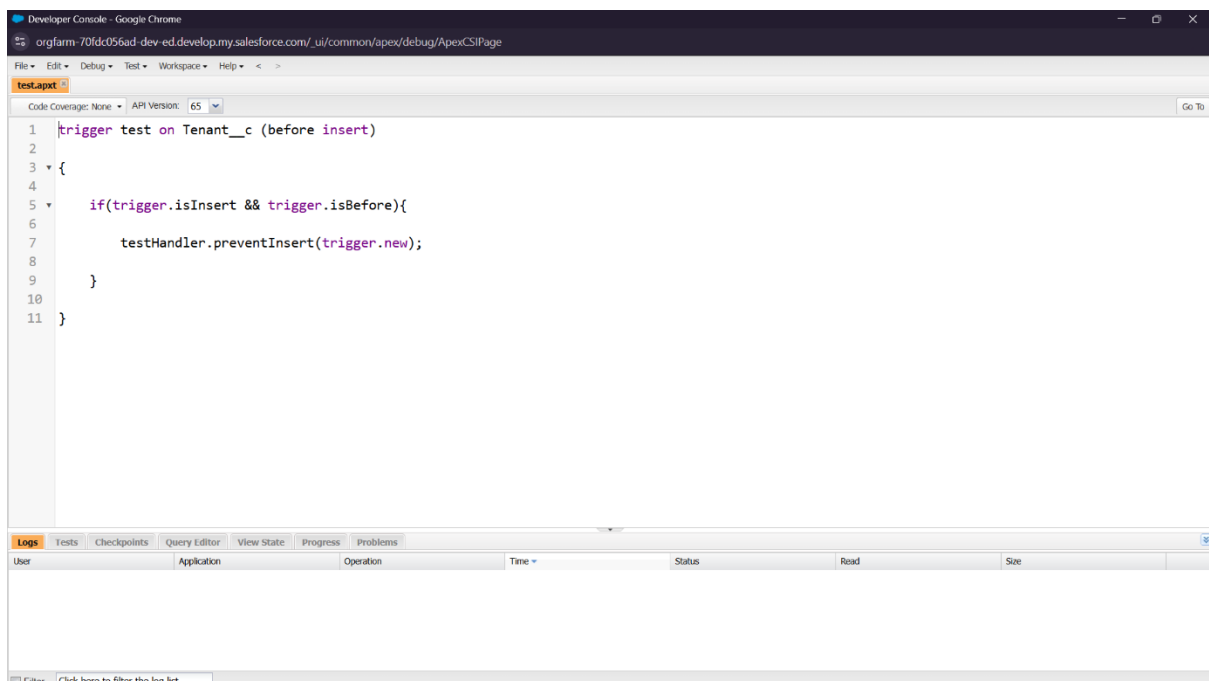 Developer Console - Google Chrome
orgfarm-70fdc056ad-dev-ed.develop.my.salesforce.com/_ui/common/apex/debug/ApexCSIPage
File Edit Debug Test Workspace Help < >
test.apxt
Code Coverage: None API Version: 65 Go To
1 trigger test on Tenant__c (before insert)
2
3 {
4
5 if(trigger.isInsert && trigger.isBefore){
6
7 testHandler.preventInsert(trigger.new);
8
9 }
10
11 }
Logs Tests Checkpoints Query Editor View State Progress Problems
User Application Operation Time Status Read Size
Filter Click here to filter the log list